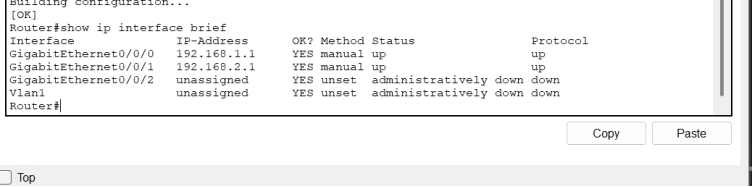 Building configuration...
[OK]
Router#show ip interface brief
Interface              IP-Address      OK? Method Status                Protocol
GigabitEthernet0/0/0   192.168.1.1     YES manual up                    up
GigabitEthernet0/0/1   192.168.2.1     YES manual up                    up
GigabitEthernet0/0/2   unassigned      YES unset  administratively down down
Vlan1                  unassigned      YES unset  administratively down down
Router#
Copy Paste
Top